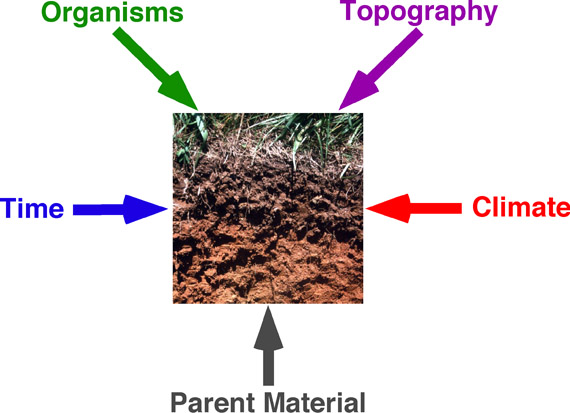 Organisms
Topography
Time
Climate
Parent Material